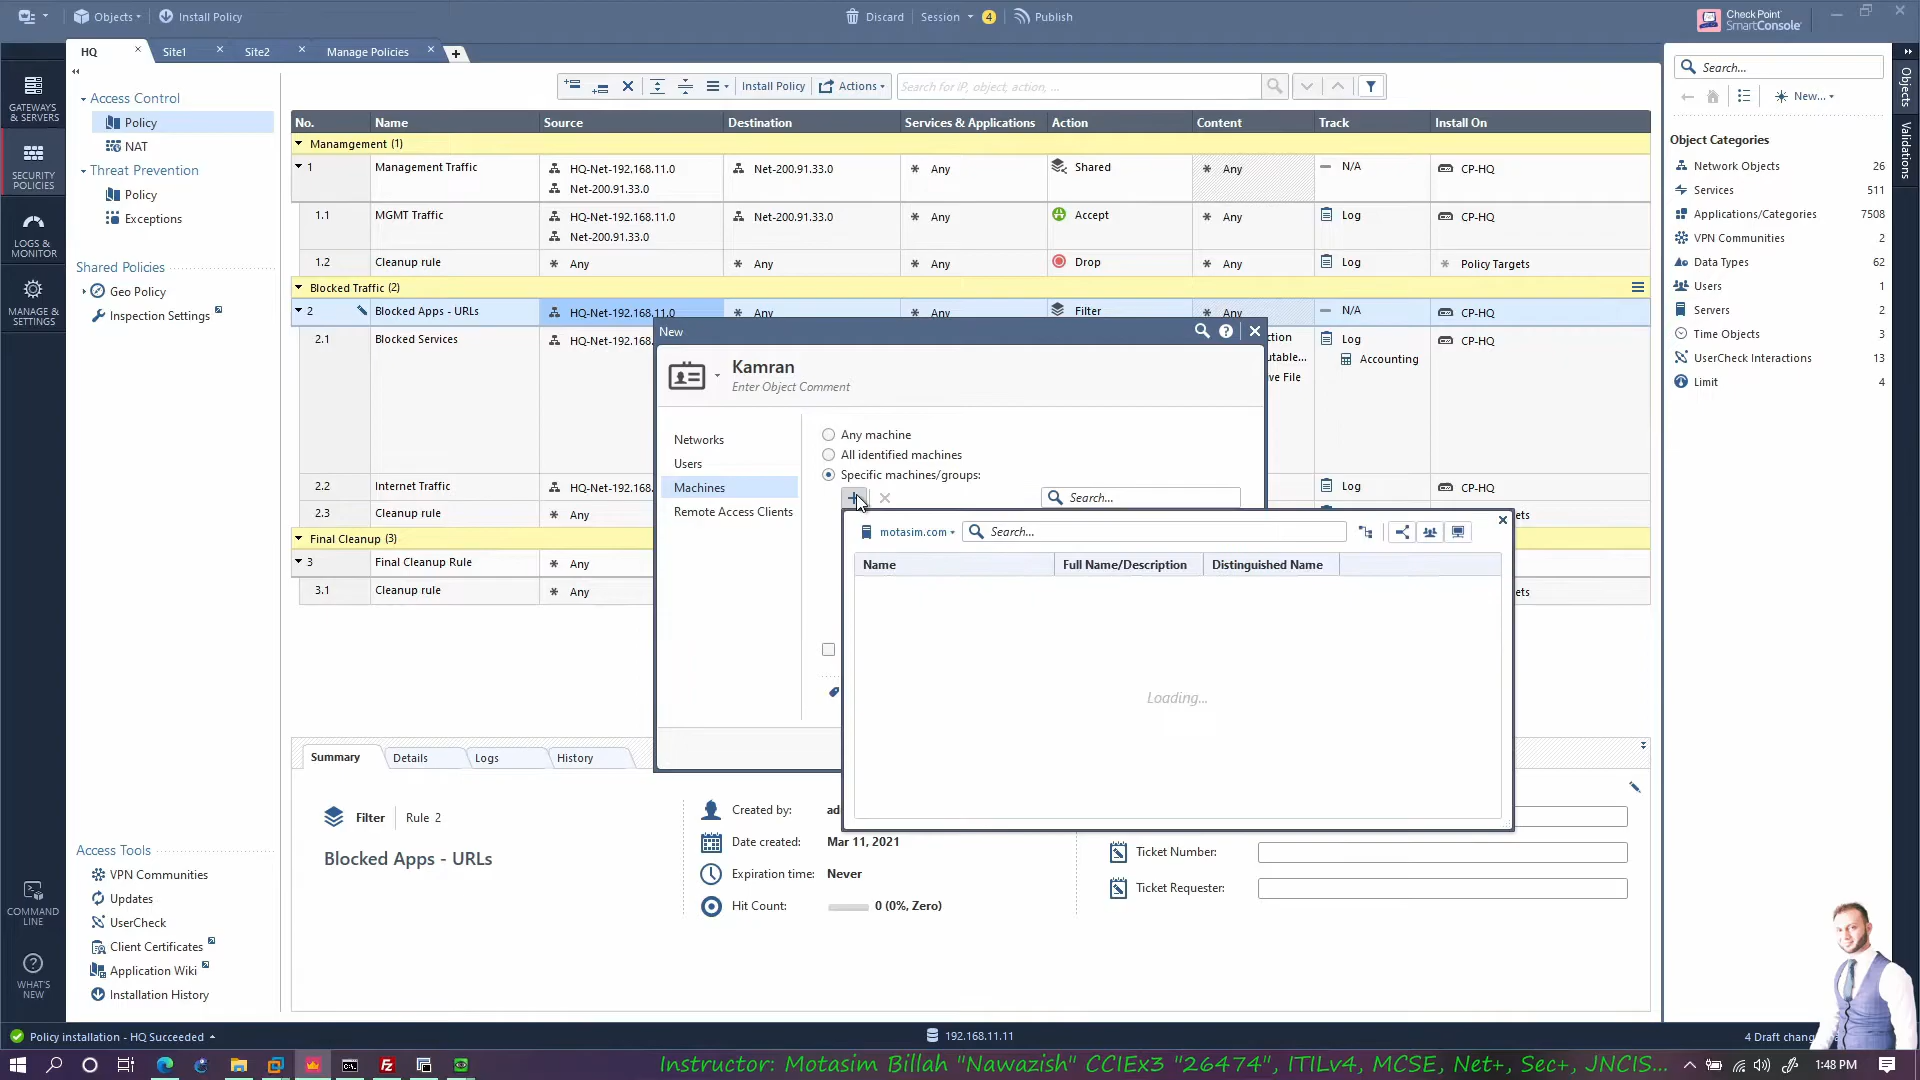 Objects
Install Policy
Discard
Session
4
Publish
Check Point
SmartConsole
HQ
Site1
Site2
Manage Policies
GATEWAYS
& SERVERS
SECURITY
POLICIES
LOGS &
MONITOR
MANAGE &
SETTINGS
COMMAND
LINE
WHAT'S
NEW
Access Control
Policy
NAT
Threat Prevention
Policy
Exceptions
Shared Policies
Geo Policy
Inspection Settings
Access Tools
VPN Communities
Updates
UserCheck
Client Certificates
Application Wiki
Installation History
Install Policy
Actions
Search for IP, object, action, ...
No. Name Source Destination Services & Applications Action Content Track Install On
Manamgement (1)
1 Management Traffic HQ-Net-192.168.11.0 Net-200.91.33.0 Any Shared Any N/A CP-HQ
Net-200.91.33.0
1.1 MGMT Traffic HQ-Net-192.168.11.0 Net-200.91.33.0 Any Accept Any Log CP-HQ
Net-200.91.33.0
1.2 Cleanup rule Any Any Any Drop Any Log Policy Targets
Blocked Traffic (2)
2 Blocked Apps - URLs HQ-Net-192.168.11.0 Any Any Filter Any N/A CP-HQ
2.1 Blocked Services HQ-Net-192.168. ction Log CP-HQ
utable... Accounting
ive File
2.2 Internet Traffic HQ-Net-192.168. Log CP-HQ
2.3 Cleanup rule Any ets
Final Cleanup (3)
3 Final Cleanup Rule Any
3.1 Cleanup rule Any ets
New
Kamran
Enter Object Comment
Networks
Users
Machines
Remote Access Clients
Any machine
All identified machines
Specific machines/groups:
Search...
motasim.com
Search...
Name Full Name/Description Distinguished Name
Loading...
Summary
Details
Logs
History
Filter
Rule 2
Blocked Apps - URLs
Created by: ad
Date created: Mar 11, 2021
Expiration time: Never
Hit Count: 0 (0%, Zero)
Ticket Number:
Ticket Requester:
Search...
New...
Object Categories
Network Objects 26
Services 511
Applications/Categories 7508
VPN Communities 2
Data Types 62
Users 1
Servers 2
Time Objects 3
UserCheck Interactions 13
Limit 4
Objects
Validations
Policy installation - HQ Succeeded
192.168.11.11
4 Draft chang
Instructor: Motasim Billah "Nawazish" CCIEx3 "26474", ITILv4, MCSE, Net+, Sec+, JNCIS...
1:48 PM